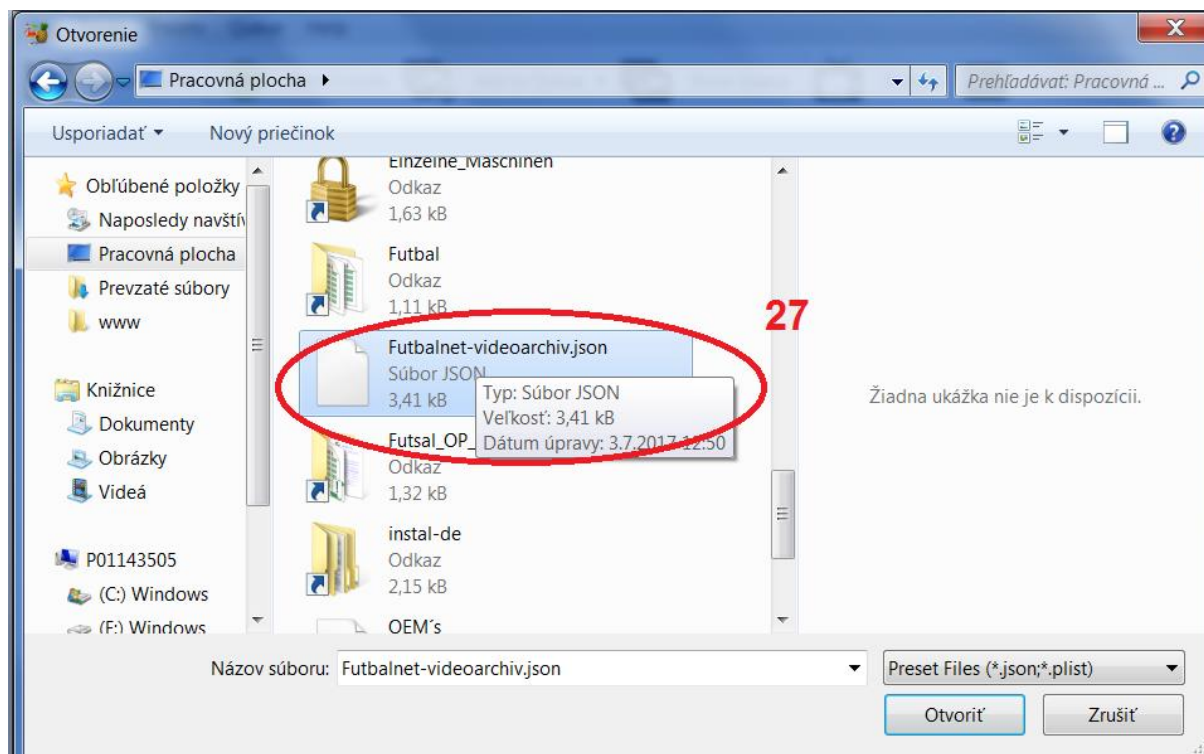 Otvorenie
Pracovná plocha
Prehľadávať: Pracovná ...
Usporiadať
Nový priečinok
Obľúbené položky
Naposledy navští
Pracovná plocha
Prevzaté súbory
www
Knižnice
Dokumenty
Obrázky
Videá
P01143505
(C:) Windows
(F:) Windows
Einzelne_Maschinen
Odkaz
1,63 kB
Futbal
Odkaz
1,11 kB
27
Futbalnet-videoarchiv.json
Súbor JSON
3,41 kB
Typ: Súbor JSON
Veľkosť: 3,41 kB
Dátum úpravy: 3.7.2017 12:50
Futsal_OP_
Odkaz
1,32 kB
instal-de
Odkaz
2,15 kB
OEM´s
Žiadna ukážka nie je k dispozícii.
Názov súboru: Futbalnet-videoarchiv.json
Preset Files (*.json;*.plist)
Otvoriť
Zrušiť